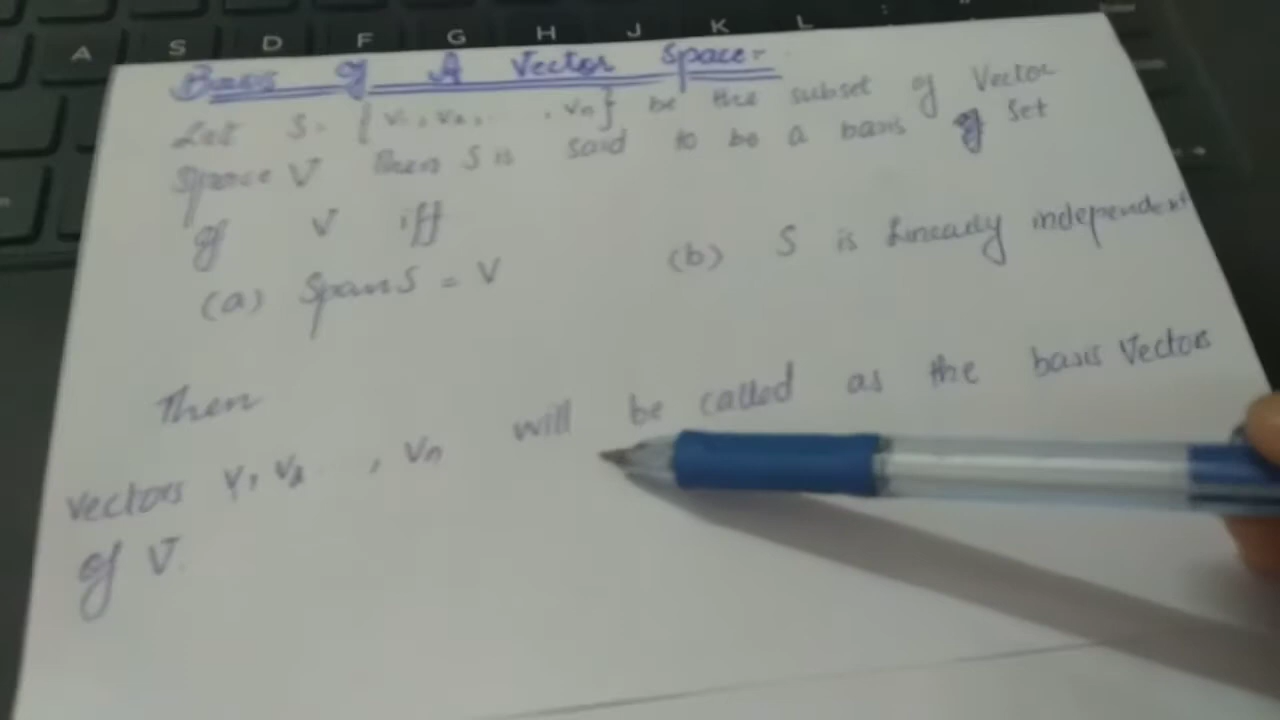 A S D F G H J K L : "
Basis of A Vector Space:-
Let S = {v₁, v₂, . . , vₙ} be the subset of Vector
Space V Then S is said to be a basis of set
of V iff
(a) Span S = V (b) S is linearly independent
Then
vectors v₁, v₂ . . , vₙ will be called as the basis Vectors
of V.